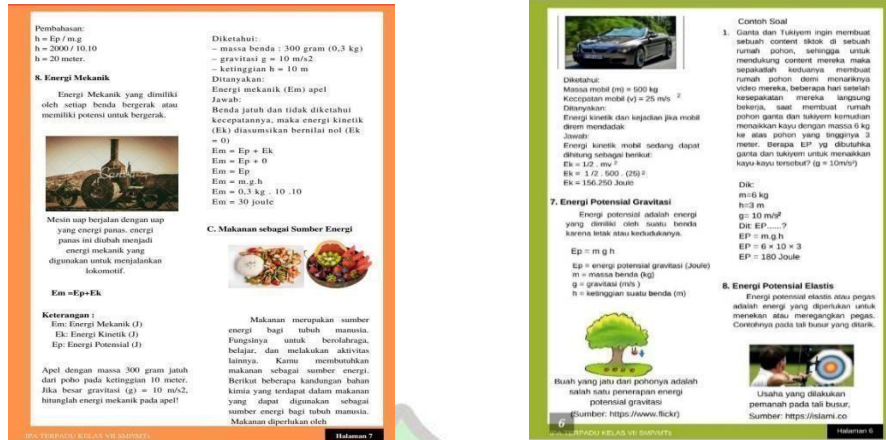 Pembahasan:
h = Ep / m.g
h = 2000 / 10.10
h = 20 meter.
8. Energi Mekanik
Energi Mekanik yang dimiliki
oleh setiap benda bergerak atau
memiliki potensi untuk bergerak.
Mesin uap berjalan dengan uap
yang energi panas. energi
panas ini diubah menjadi
energi mekanik yang
digunakan untuk menjalankan
lokomotif.
Em =Ep+Ek
Keterangan :
Em: Energi Mekanik (J)
Ek: Energi Kinetik (J)
Ep: Energi Potensial (J)
Apel dengan massa 300 gram jatuh
dari poho pada ketinggian 10 meter.
Jika besar gravitasi (g) = 10 m/s2,
hitanglah energi mekanik pada apel!
IPA TERPADU KELAS VII SMP/MTs
Diketahui:
– massa benda : 300 gram (0,3 kg)
– gravitasi g = 10 m/s2
– ketinggian h = 10 m
Ditanyakan:
Energi mekanik (Em) apel
Jawab:
Benda jatuh dan tidak diketahui
kecepatannya, maka energi kinetik
(Ek) diasumsikan bernilai nol (Ek
= 0)
Em = Ep + Ek
Em = Ep + 0
Em = Ep
Em = m.g.h
Em = 0,3 kg . 10 .10
Em = 30 joule
C. Makanan sebagai Sumber Energi
Makanan merupakan sumber
energi bagi tubuh manusia.
Fungsinya untuk berolahraga,
belajar, dan melakukan aktivitas
lainnya. Kamu membutuhkan
makanan sebagai sumber energi.
Berikut beberapa kandungan bahan
kimia yang terdapat dalam makanan
yang dapat digunakan sebagai
sumber energi bagi tubuh manusia.
Makanan diperlukan oleh
Halaman 7
Diketahui:
Massa mobil (m) = 500 kg
Kecepatan mobil (v) = 25 m/s 2
Ditanyakan:
Energi kinetik dan kejadian jika mobil
direm mendadak
Jawab:
Energi kinetik mobil sedang dapat
dihitung sebagai berikut:
Ek = 1/2 . mv 2
Ek = 1/2 . 500 . (25) 2
Ek = 156.250 Joule
7. Energi Potensial Gravitasi
Energi potensial adalah energi
yang dimiliki oleh suatu benda
karena letak atau kedudukanya.
Ep = m g h
Ep = energi potensial gravitasi (Joule)
m = massa benda (kg)
g = gravitasi (m/s )
h = ketinggian suatu benda (m)
Buah yang jatu dari pohonya adalah
salah satu penerapan energi
potensial gravitasi
(Sumber: https://www.flickr)
6
IPA TERPADU KELAS VII SMP/MTs
Contoh Soal
1. Ganta dan Tukiyem ingin membuat
sebuah content tiktok di sebuah
rumah pohon, sehingga untuk
mendukung content mereka maka
sepakatlah keduanya membuat
rumah pohon demi menariknya
video mereka, beberapa hari setelah
kesepakatan mereka langsung
bekerja, saat membuat rumah
pohon ganta dan tukiyem kemudian
menaikkan kayu dengan massa 6 kg
ke atas pohon yang tingginya 3
meter. Berapa EP yg dibutuhka
ganta dan tukiyem untuk menaikkan
kayu-kayu tersebut? (g = 10m/s²)
Dik:
m=6 kg
h=3 m
g= 10 m/s²
Dit: EP......?
EP = m.g.h
EP = 6 × 10 × 3
EP = 180 Joule
8. Energi Potensial Elastis
Energi potensial elastis atau pegas
adalah energi yang diperlukan untuk
menekan atau meregangkan pegas.
Contohnya pada tali busur yang ditarik.
Usaha yang dilakukan
pemanah pada tali busur.
Sumber: https://islami.co
Halaman 6